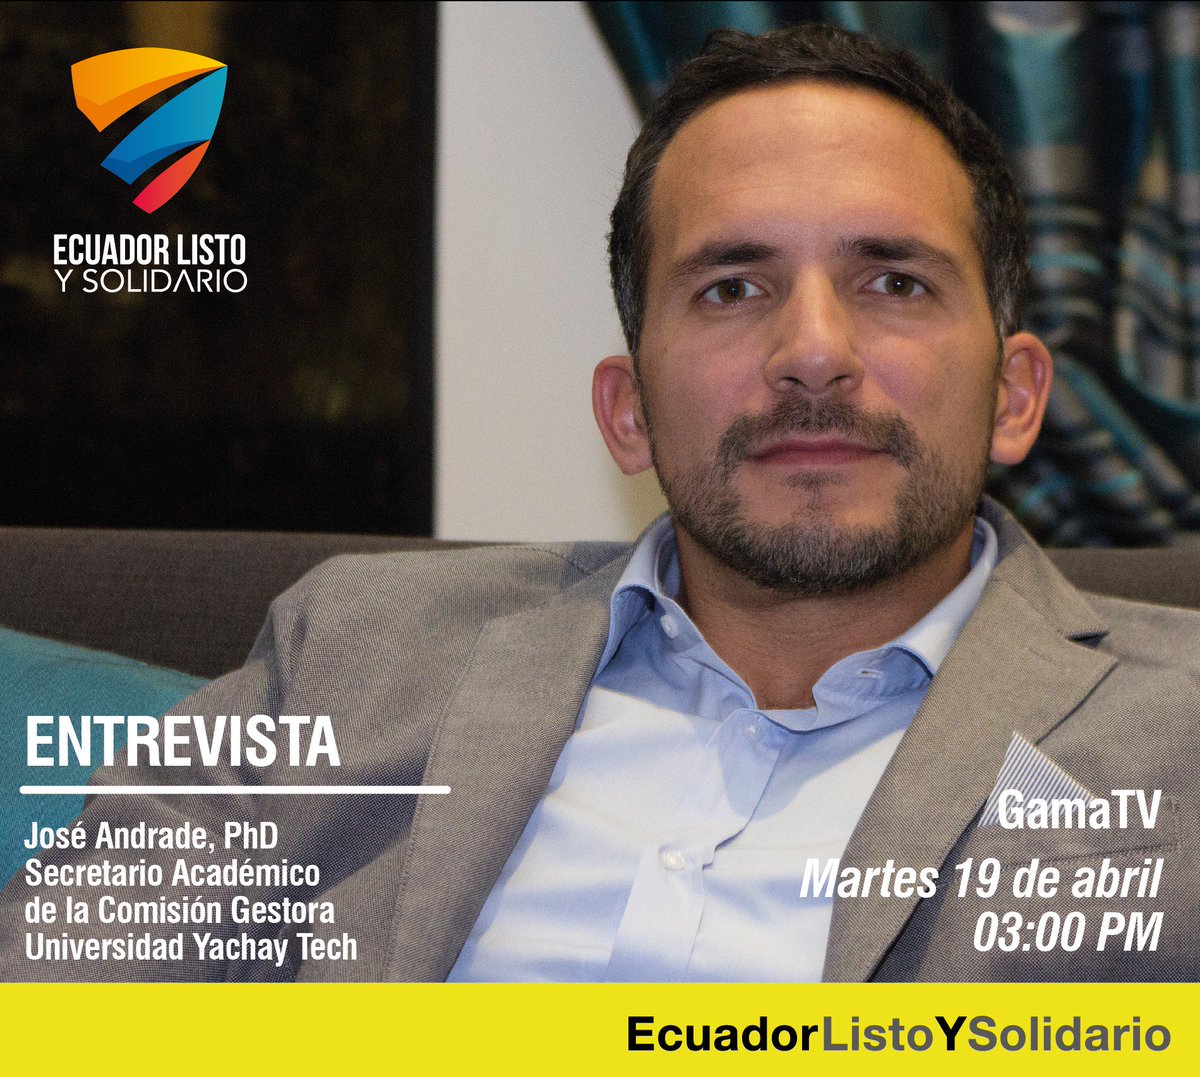 ECUADOR LISTO
Y SOLIDARIO
ENTREVISTA
José Andrade, PhD
Secretario Académico
de la Comisión Gestora
Universidad Yachay Tech
GamaTV
Martes 19 de abril
03:00 PM
EcuadorListoYSolidario